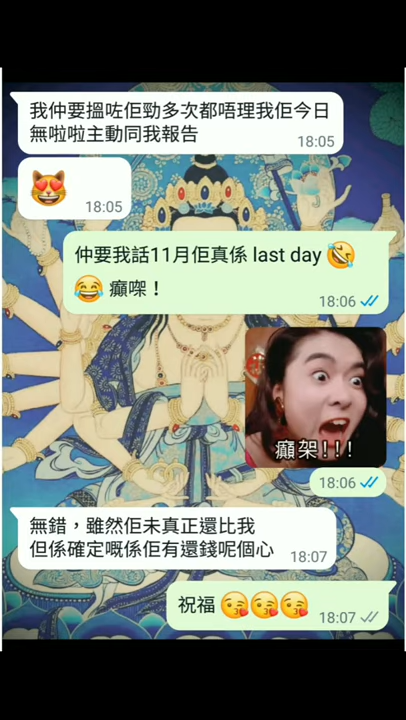 我仲要搵咗佢勁多次都唔理我佢今日
無啦啦主動同我報告
18:05
😻
18:05
仲要我話11月佢真係 last day 🤣
😂 癲㗎！
18:06
癲架!!!
18:06
無錯，雖然佢未真正還比我
但係確定嘅係佢有還錢呢個心
18:07
祝福 😘😘😘
18:07